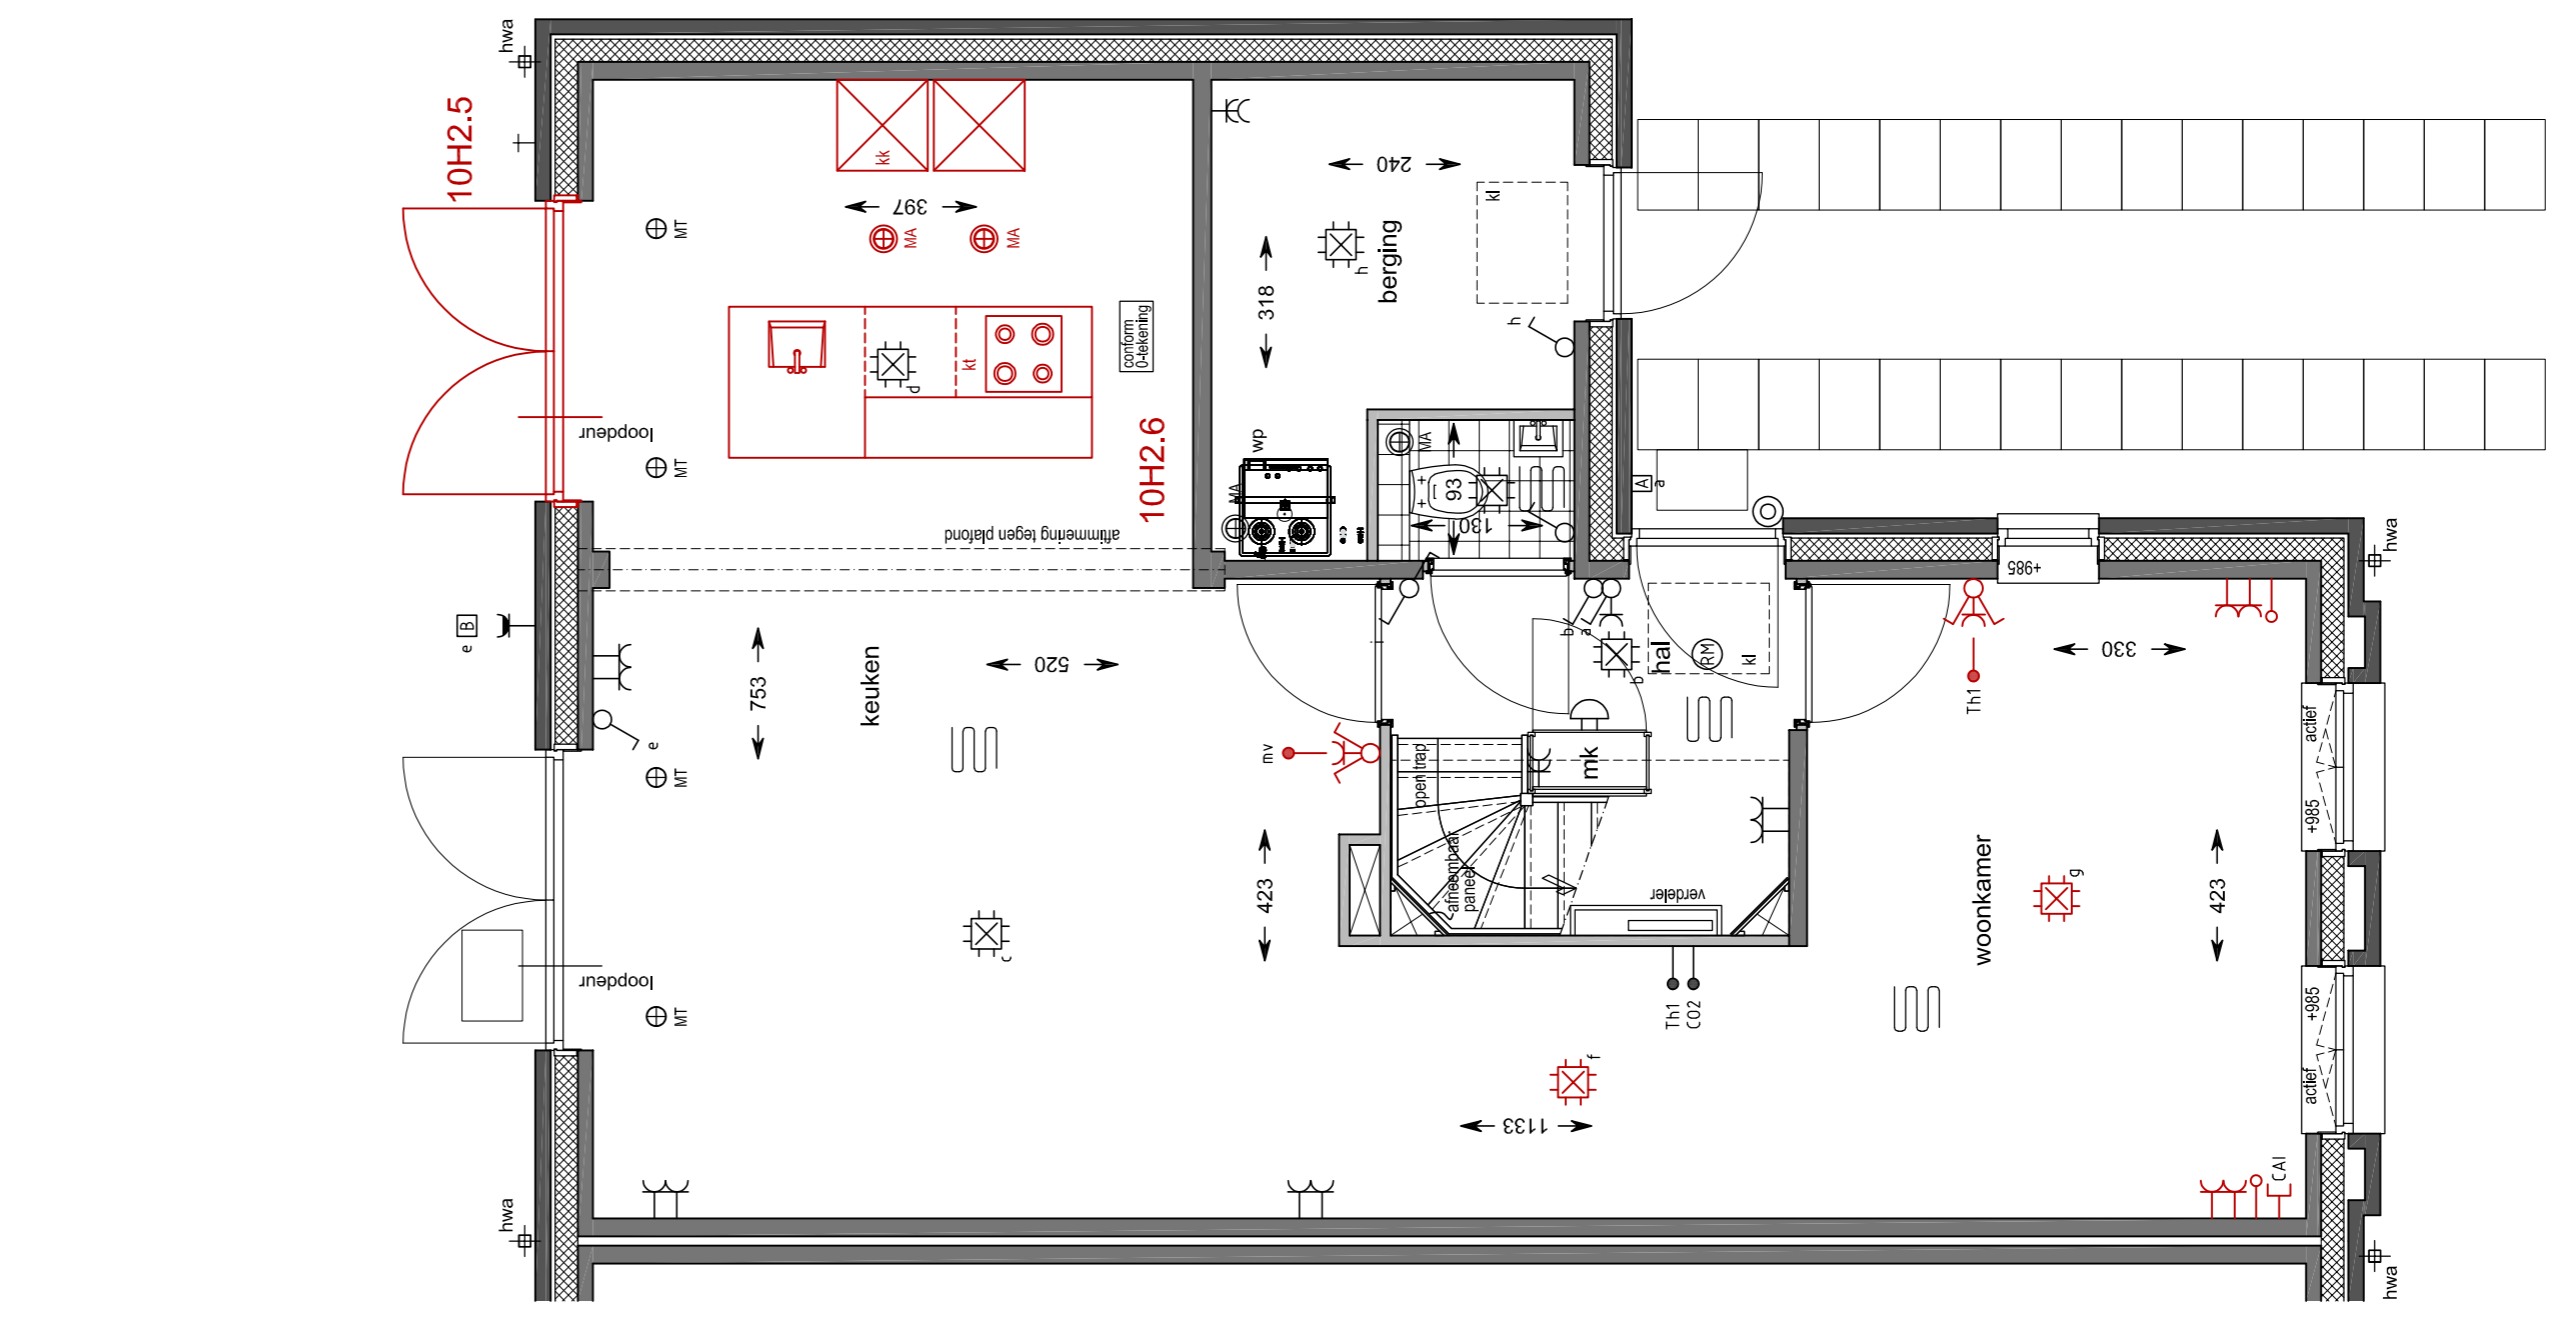 hwa
10H2.5
kk
MT
397
MA
MA
240
kl
h
berging
318
h
kt
d
conform
0-tekening
loopdeur
MT
10H2.6
wp
MA
MA
93
130
A
a
aftimmering tegen plafond
hwa
+985
B
e
keuken
520
753
e
MT
i
b
a
hal
b
RM
kl
Th1
330
mv
open trap
mk
actief
+985
afneembaar
paneel
verdeler
423
woonkamer
g
423
c
loopdeur
MT
Th1
CO2
+985
actief
f
1133
CAI
hwa
hwa